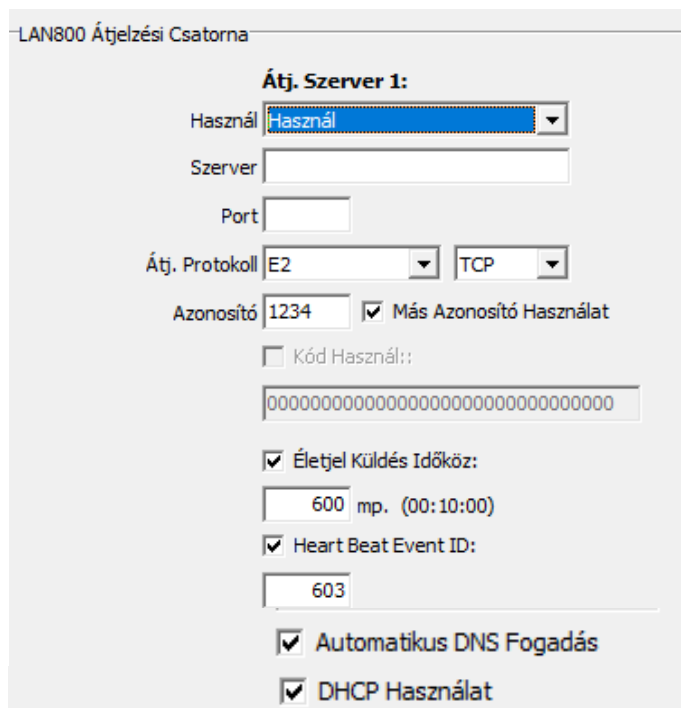 LAN800 Átjelzési Csatorna
Átj. Szerver 1:
Használ Használ
Szerver
Port
Átj. Protokoll E2 TCP
Azonosító 1234 Más Azonosító Használat
Kód Használ::
00000000000000000000000000000000
Életjel Küldés Időköz:
600 mp. (00:10:00)
Heart Beat Event ID:
603
Automatikus DNS Fogadás
DHCP Használat